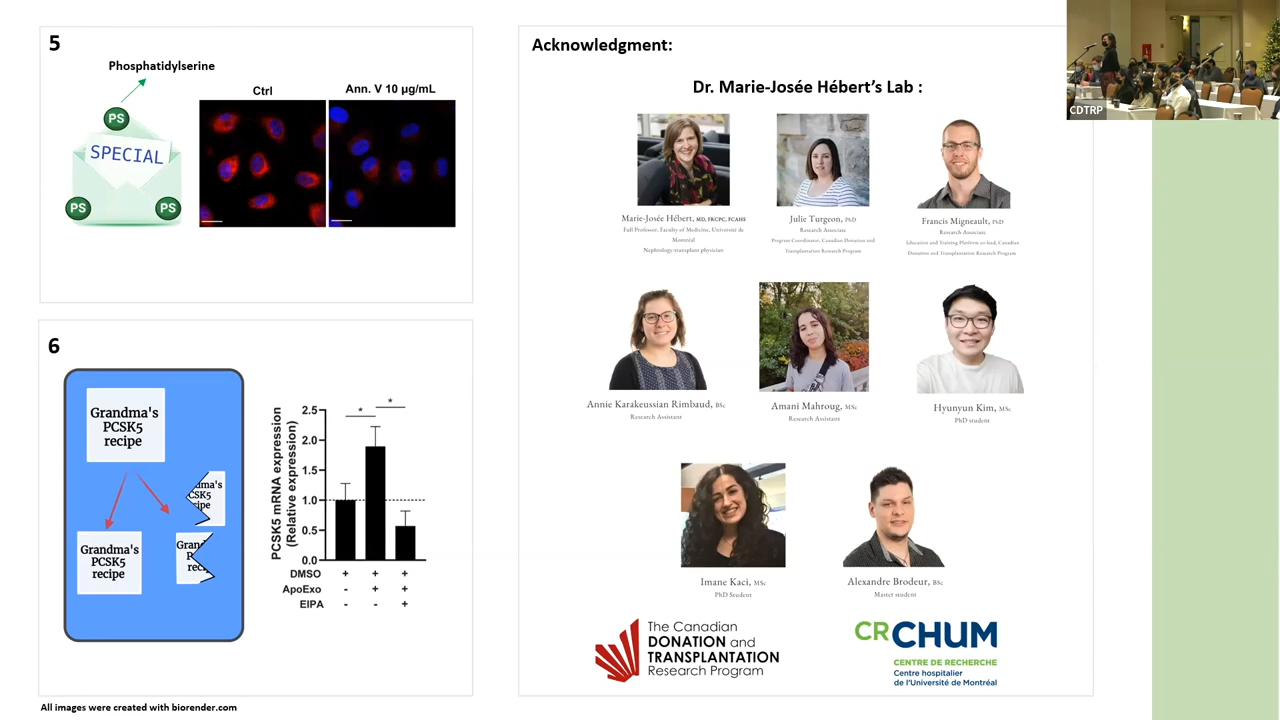 5
Phosphatidylserine
PS
SPECIAL
PS
PS
Ctrl
Ann. V 10 µg/mL
6
Grandma's
PCSK5
recipe
Grandma's
PCSK5
recipe
dma's
CSK5
ipe
Grand
P
reci
PCSK5 mRNA expression
(Relative expression)
2.5
2.0
1.5
1.0
0.5
0.0
*
*
DMSO + + +
ApoExo - + +
EIPA - - +
All images were created with biorender.com
Acknowledgment:
Dr. Marie-Josée Hébert's Lab :
Marie-Josée Hébert, MD, FRCPC, FCAHS
Full Professor, Faculty of Medicine, Université de
Montréal
Nephrology-transplant physician
Julie Turgeon, PhD
Research Associate
Program Coordinator, Canadian Donation and
Transplantation Research Program
Francis Migneault, PhD
Research Associate
Education and Training Platform co-lead, Canadian
Donation and Transplantation Research Program
Annie Karakeussian Rimbaud, BSc
Research Assistant
Amani Mahroug, MSc
Research Assistant
Hyunyun Kim, MSc
PhD student
Imane Kaci, MSc
PhD Student
Alexandre Brodeur, BSc
Master student
The Canadian
DONATION and
TRANSPLANTATION
Research Program
CRCHUM
CENTRE DE RECHERCHE
Centre hospitalier
de l'Université de Montréal
CDTRP